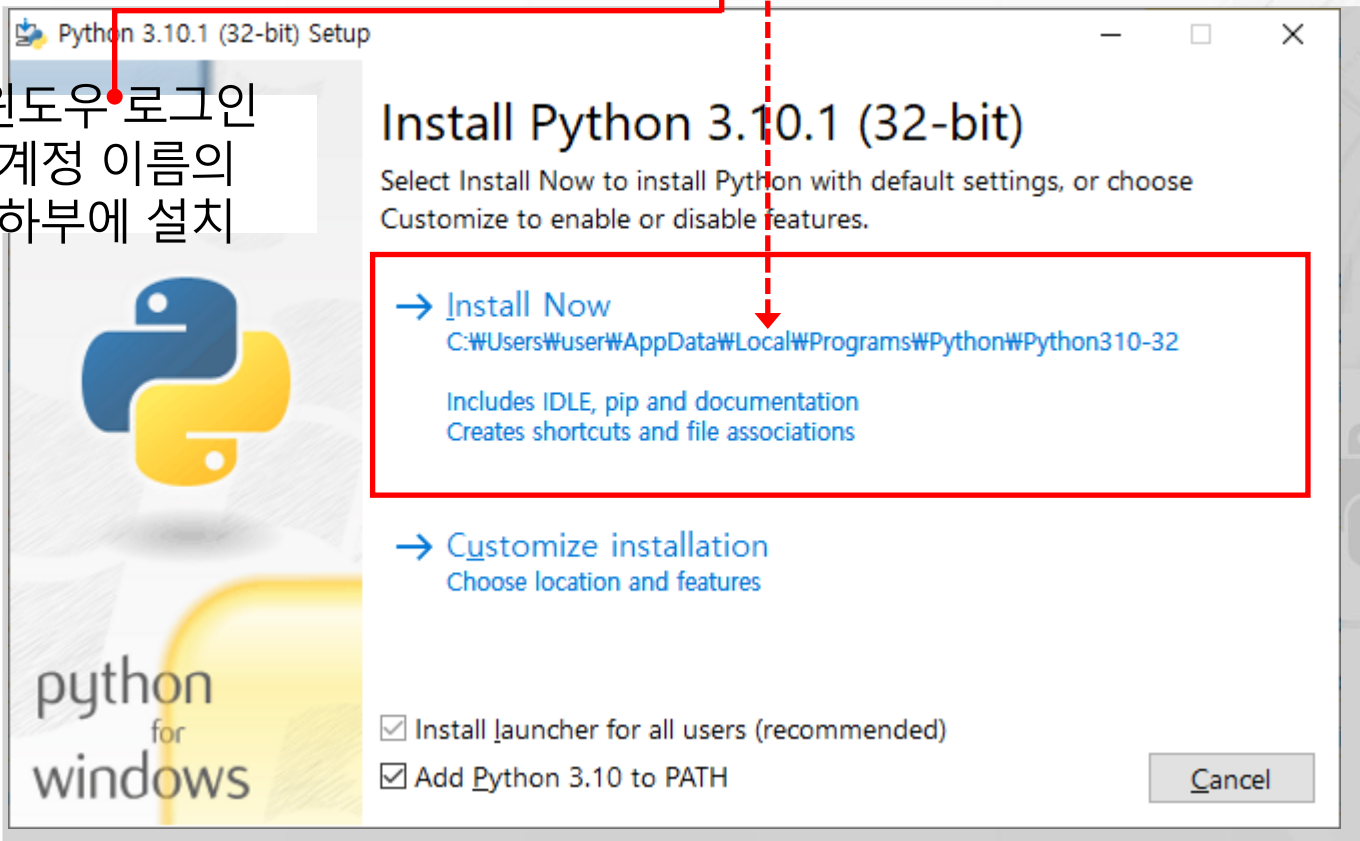 Python 3.10.1 (32-bit) Setup
윈도우 로그인
계정 이름의
하부에 설치
Install Python 3.10.1 (32-bit)
Select Install Now to install Python with default settings, or choose
Customize to enable or disable features.
Install Now
C:₩Users₩user₩AppData₩Local₩Programs₩Python₩Python310-32
Includes IDLE, pip and documentation
Creates shortcuts and file associations
Customize installation
Choose location and features
python
for
windows
Install launcher for all users (recommended)
Add Python 3.10 to PATH
Cancel